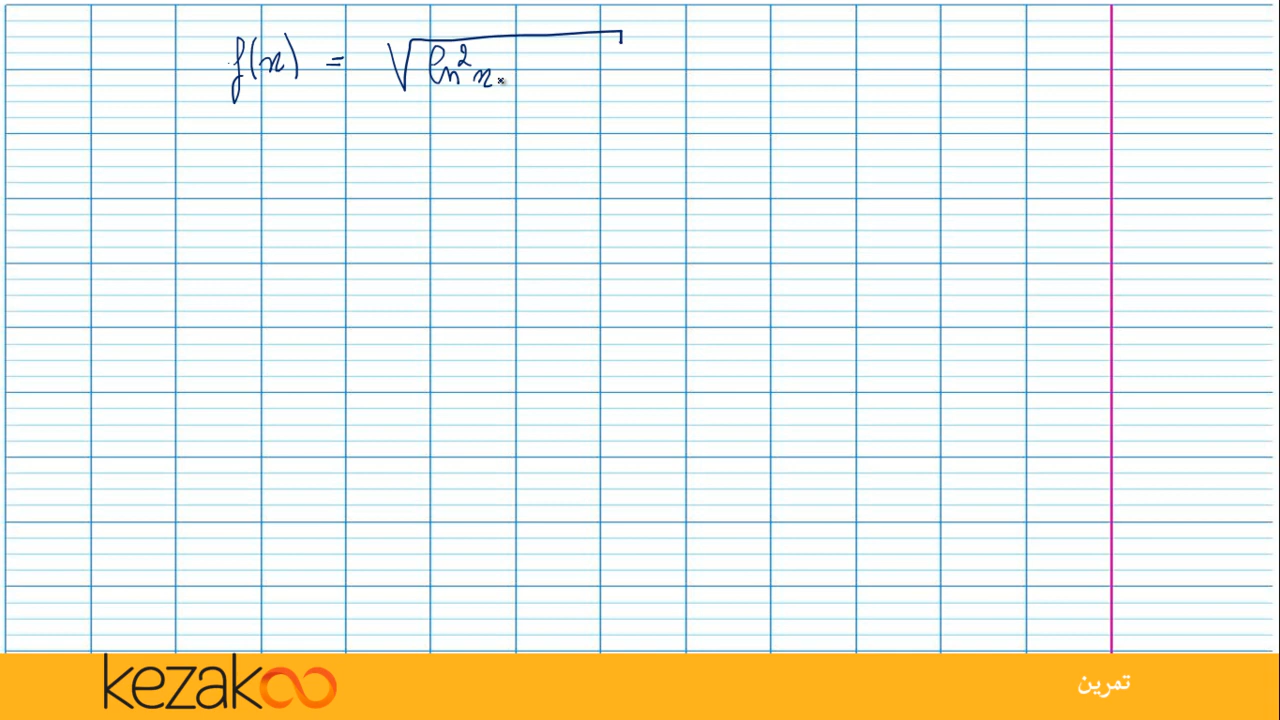 f(x) = √ln²x
kezakoo
تمرين